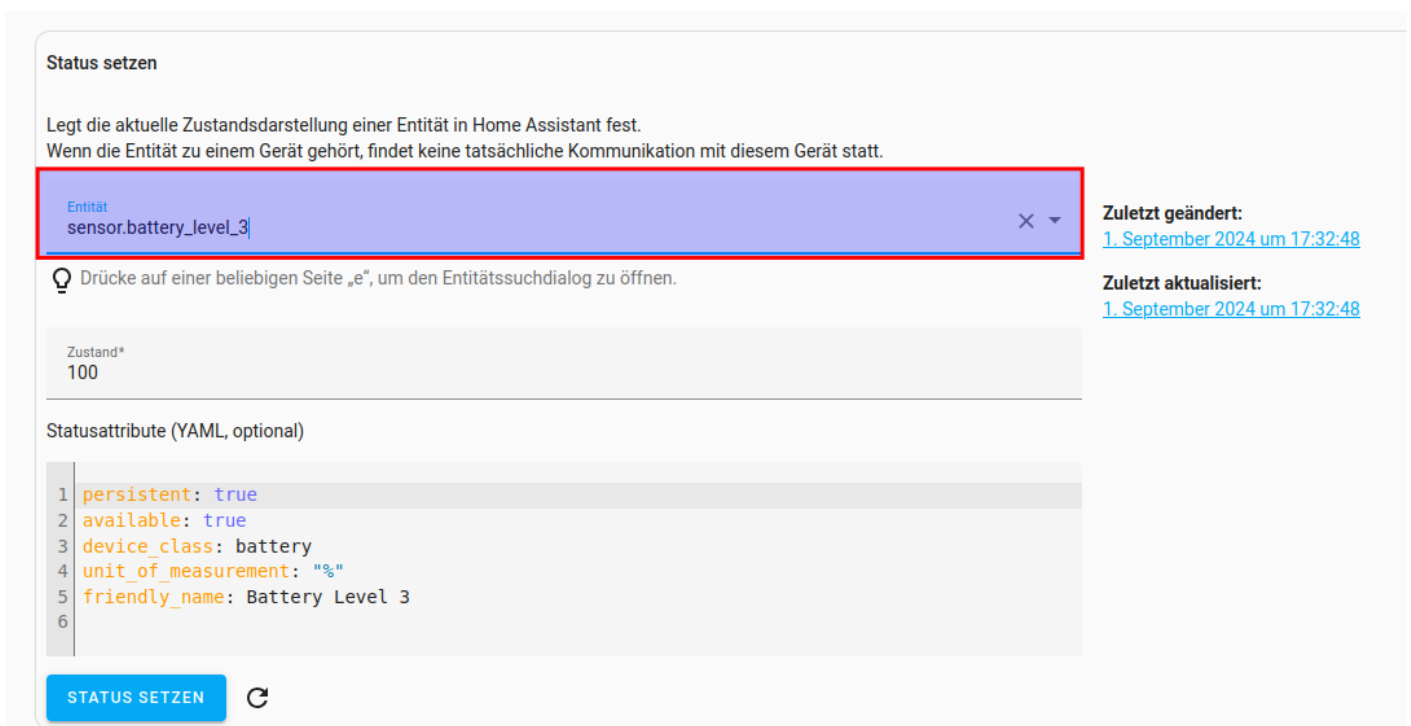 Status setzen
Legt die aktuelle Zustandsdarstellung einer Entität in Home Assistant fest.
Wenn die Entität zu einem Gerät gehört, findet keine tatsächliche Kommunikation mit diesem Gerät statt.
Entität
sensor.battery_level_3
Drücke auf einer beliebigen Seite „e“, um den Entitätssuchdialog zu öffnen.
Zuletzt geändert:
1. September 2024 um 17:32:48
Zuletzt aktualisiert:
1. September 2024 um 17:32:48
Zustand*
100
Statusattribute (YAML, optional)
1 persistent: true
2 available: true
3 device_class: battery
4 unit_of_measurement: "%"
5 friendly_name: Battery Level 3
6
STATUS SETZEN